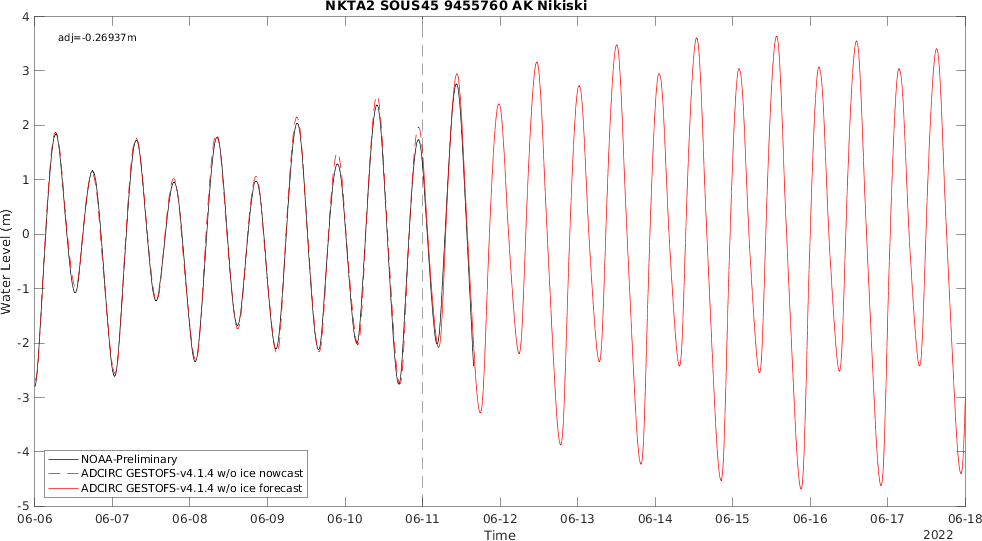 NKTA2 SOUS45 9455760 AK Nikiski
adj=-0.26937m
Water Level (m)
4
3
2
1
0
-1
-2
-3
-4
-5
NOAA-Preliminary
ADCIRC GESTOFS-v4.1.4 w/o ice nowcast
ADCIRC GESTOFS-v4.1.4 w/o ice forecast
06-06 06-07 06-08 06-09 06-10 06-11 06-12 06-13 06-14 06-15 06-16 06-17 06-18
Time
2022